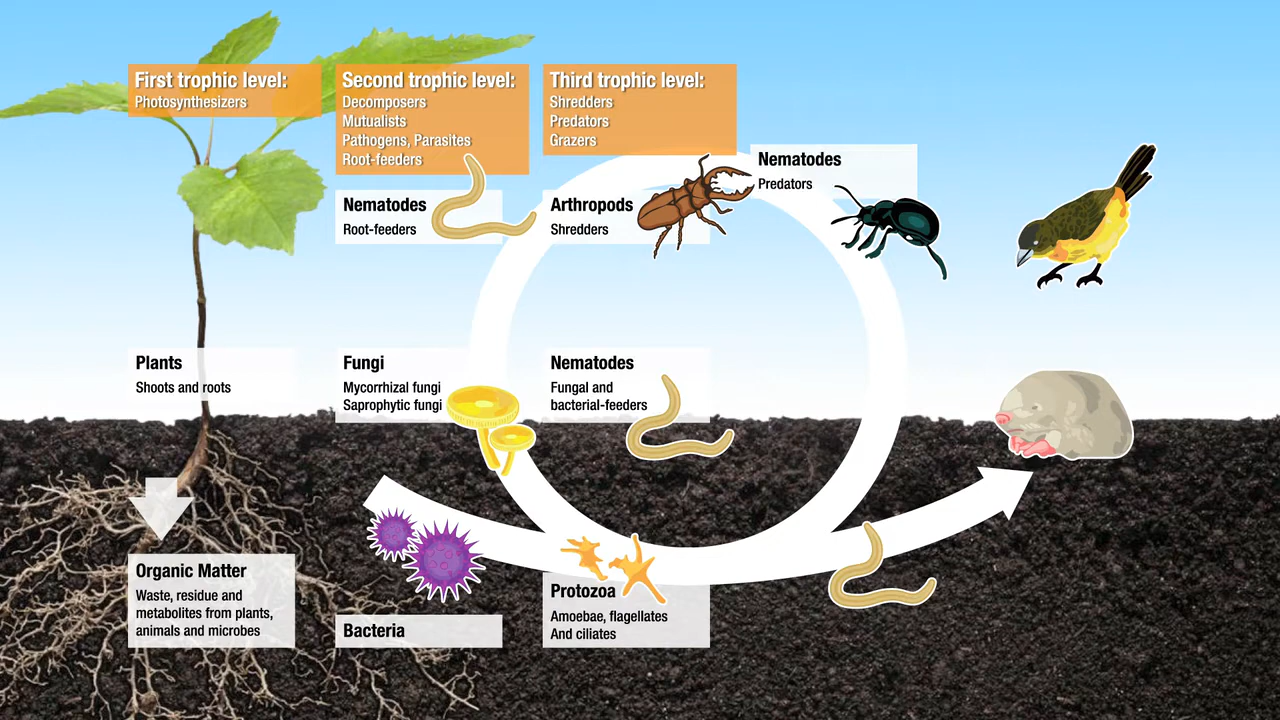 First trophic level:
Photosynthesizers
Second trophic level:
Decomposers
Mutualists
Pathogens, Parasites
Root-feeders
Third trophic level:
Shredders
Predators
Grazers
Nematodes
Root-feeders
Arthropods
Shredders
Nematodes
Predators
Plants
Shoots and roots
Fungi
Mycorrhizal fungi
Saprophytic fungi
Nematodes
Fungal and
bacterial-feeders
Organic Matter
Waste, residue and
metabolites from plants,
animals and microbes
Bacteria
Protozoa
Amoebae, flagellates
And ciliates